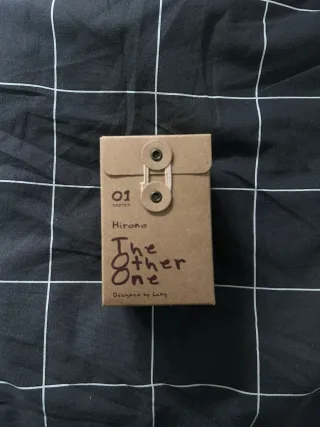 01
series
Hirono
The
Other
One
Designed by Lang